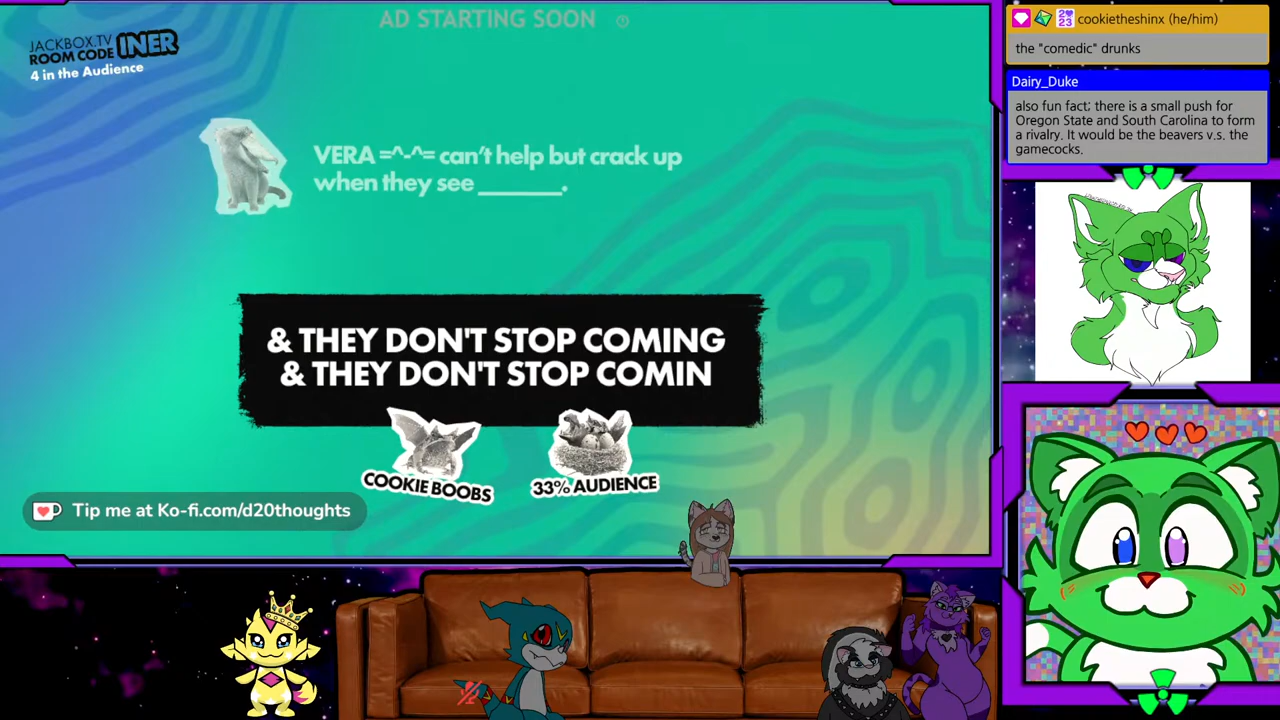 AD STARTING SOON
JACKBOX.TV
ROOM CODE INER
4 in the Audience
VERA =^-^= can't help but crack up
when they see ______.
& THEY DON'T STOP COMING
& THEY DON'T STOP COMIN
COOKIE BOOBS
33% AUDIENCE
Tip me at Ko-fi.com/d20thoughts
2023 cookietheshinx (he/him)
the "comedic" drunks
Dairy_Duke
also fun fact; there is a small push for
Oregon State and South Carolina to form
a rivalry. It would be the beavers v.s. the
gamecocks.